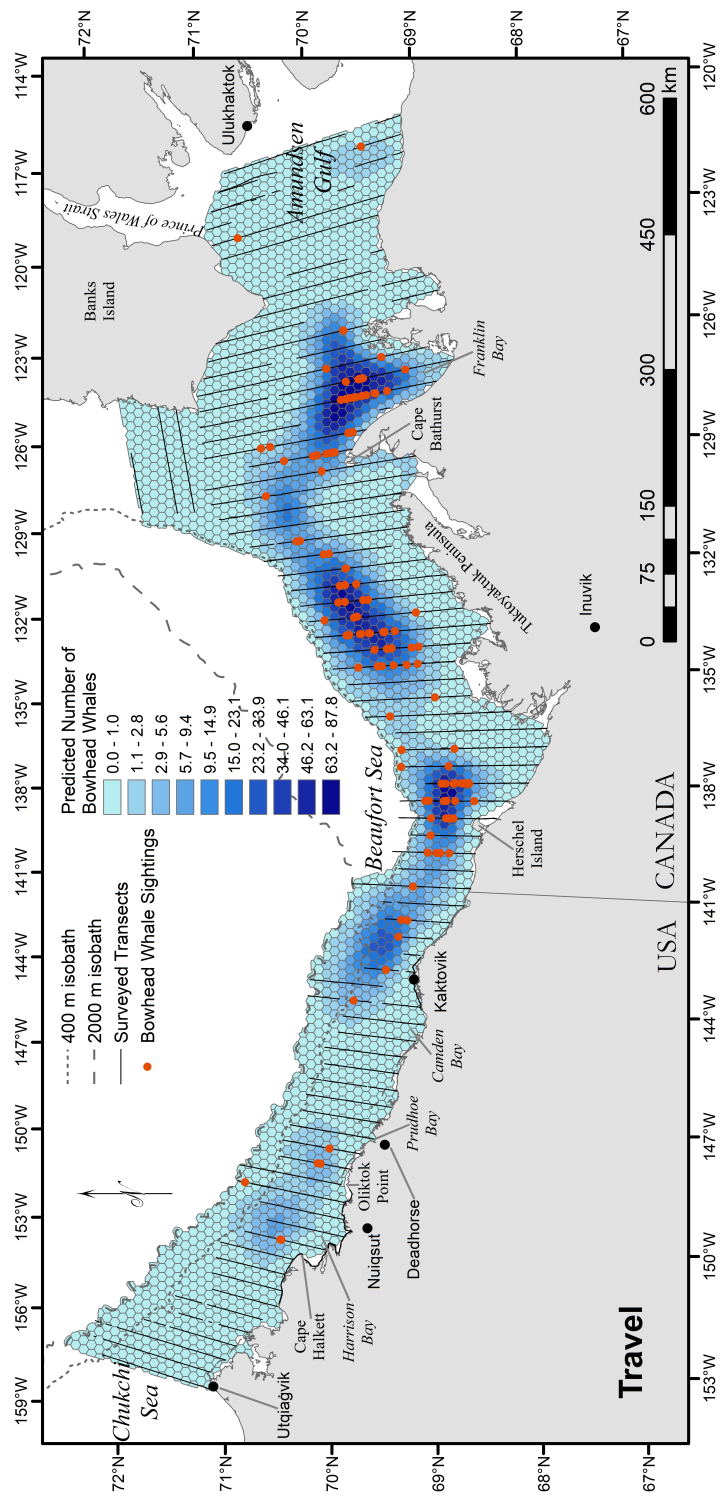 114°W
117°W
120°W
123°W
126°W
129°W
132°W
135°W
138°W
141°W
144°W
147°W
150°W
153°W
156°W
159°W
72°N
71°N
70°N
69°N
68°N
67°N
72°N
71°N
70°N
69°N
68°N
67°N
120°W
123°W
126°W
129°W
132°W
135°W
138°W
141°W
144°W
147°W
150°W
153°W
400 m isobath
2000 m isobath
Surveyed Transects
Bowhead Whale Sightings
Predicted Number of
Bowhead Whales
0.0 - 1.0
1.1 - 2.8
2.9 - 5.6
5.7 - 9.4
9.5 - 14.9
15.0 - 23.1
23.2 - 33.9
34.0 - 46.1
46.2 - 63.1
63.2 - 87.8
N
Chukchi
Sea
Utqiaġvik
Cape
Halkett
Harrison
Bay
Nuiqsut
Oliktok
Point
Deadhorse
Prudhoe
Bay
Camden
Bay
Kaktovik
Beaufort Sea
Herschel
Island
USA
CANADA
Tuktoyaktuk Peninsula
Inuvik
Cape
Bathurst
Franklin
Bay
Banks
Island
Prince of Wales Strait
Amundsen
Gulf
Ulukhaktok
Travel
0
75
150
300
450
600
km